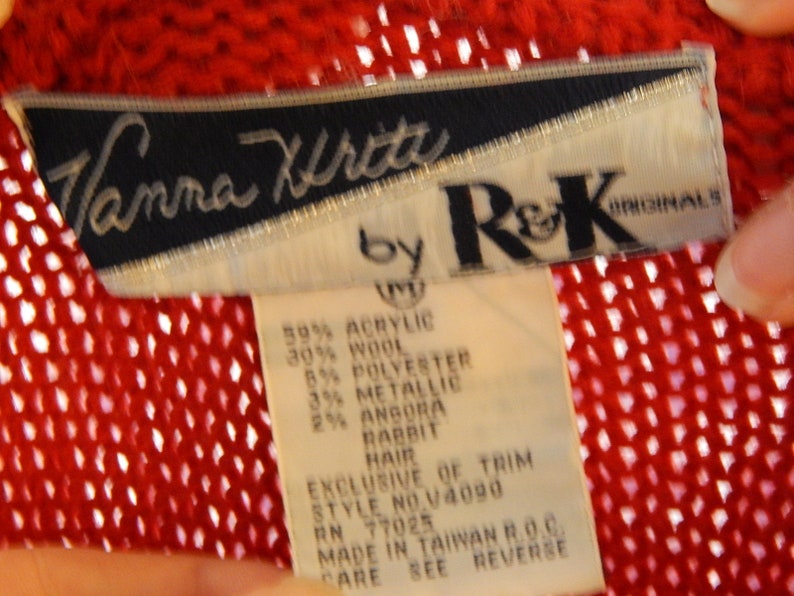 Vanna White
by R&K ORIGINALS
M
59% ACRYLIC
30% WOOL
6% POLYESTER
3% METALLIC
2% ANGORA
RABBIT
HAIR
EXCLUSIVE OF TRIM
STYLE NO.V4090
RN 77025
MADE IN TAIWAN R.O.C.
CARE SEE REVERSE